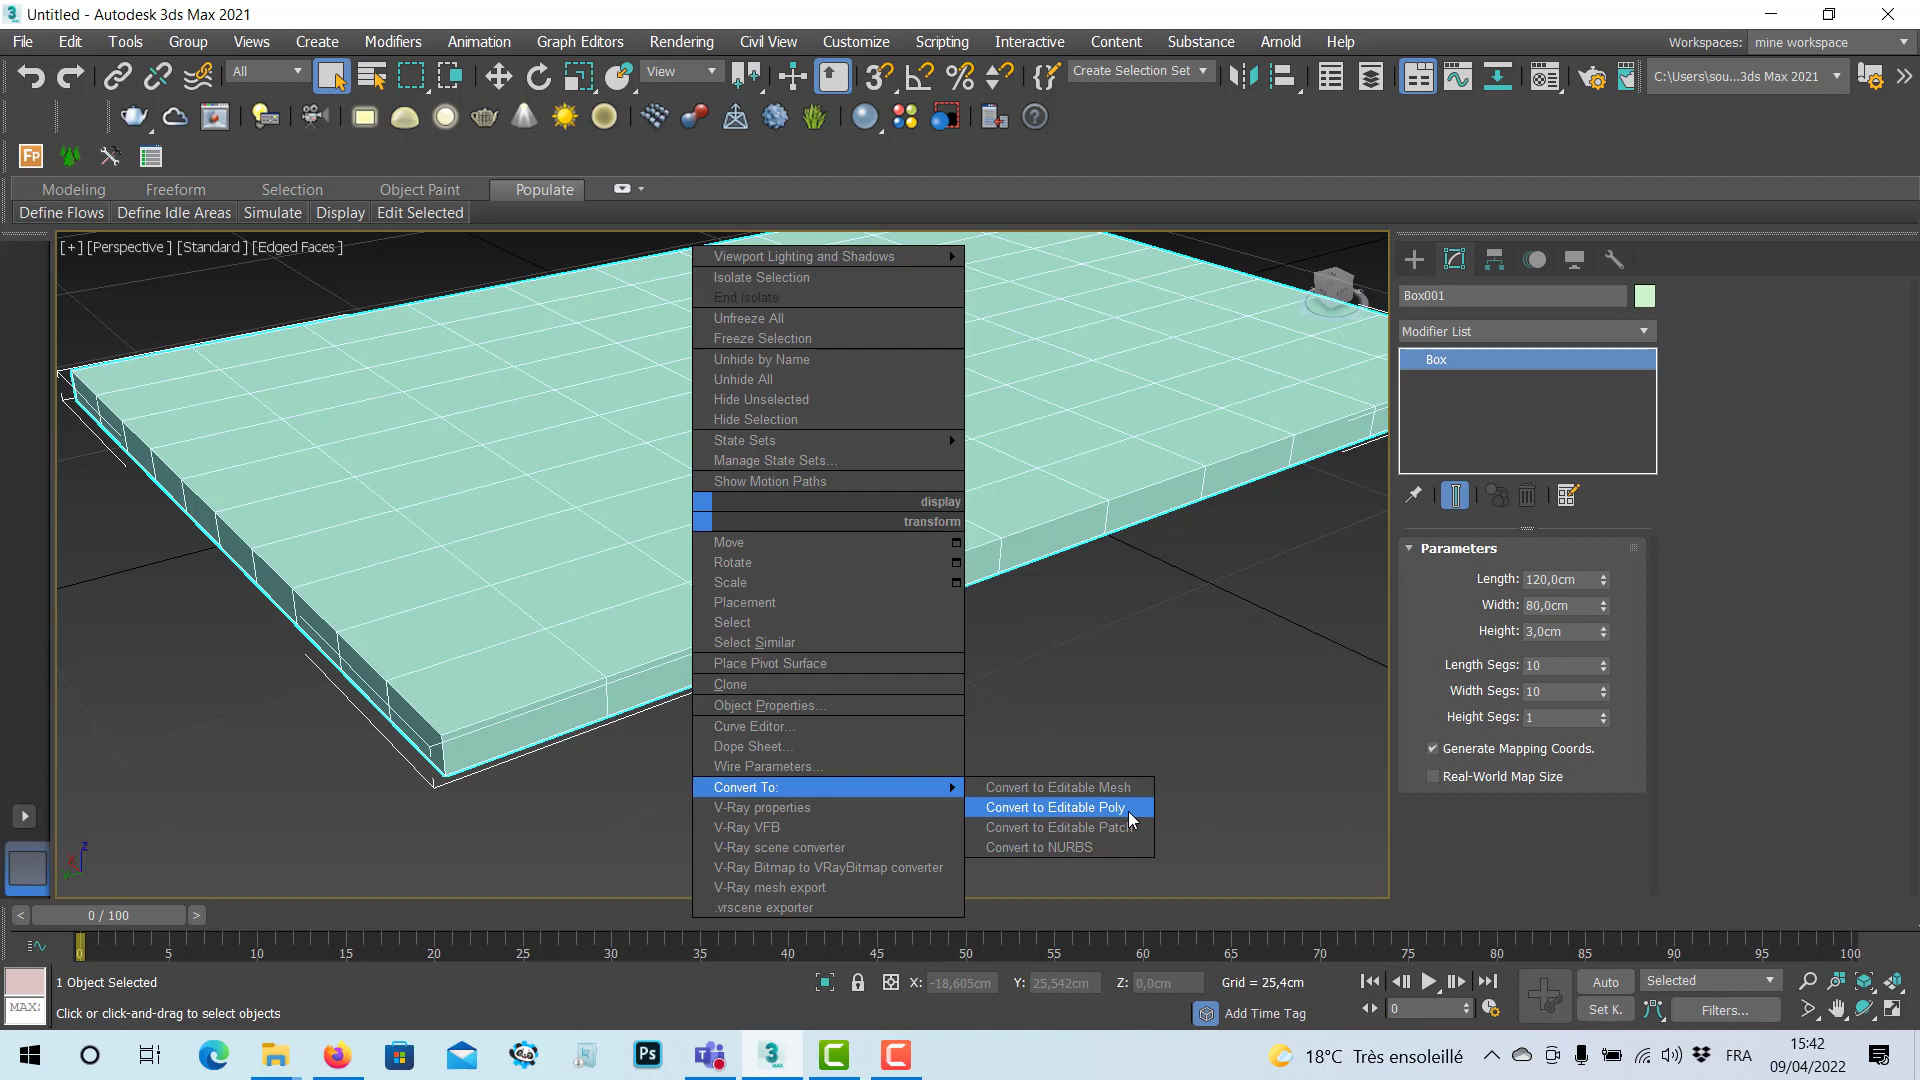 Untitled - Autodesk 3ds Max 2021
File Edit Tools Group Views Create Modifiers Animation Graph Editors Rendering Civil View Customize Scripting Interactive Content Substance Arnold Help Workspaces: mine workspace
All View Create Selection Set C:\Users\sou...3ds Max 2021
Fp
Modeling Freeform Selection Object Paint Populate
Define Flows Define Idle Areas Simulate Display Edit Selected
[+] [Perspective ] [Standard ] [Edged Faces ]
Viewport Lighting and Shadows
Isolate Selection
End Isolate
Unfreeze All
Freeze Selection
Unhide by Name
Unhide All
Hide Unselected
Hide Selection
State Sets
Manage State Sets...
Show Motion Paths
display
transform
Move
Rotate
Scale
Placement
Select
Select Similar
Place Pivot Surface
Clone
Object Properties...
Curve Editor...
Dope Sheet...
Wire Parameters...
Convert To:
V-Ray properties
V-Ray VFB
V-Ray scene converter
V-Ray Bitmap to VRayBitmap converter
V-Ray mesh export
.vrscene exporter
Convert to Editable Mesh
Convert to Editable Poly
Convert to Editable Patch
Convert to NURBS
Box001
Modifier List
Box
Parameters
Length: 120,0cm
Width: 80,0cm
Height: 3,0cm
Length Segs: 10
Width Segs: 10
Height Segs: 1
Generate Mapping Coords.
Real-World Map Size
z
x
y
< 0 / 100 >
0 5 10 15 20 25 30 35 40 45 50 55 60 65 70 75 80 85 90 95 100
1 Object Selected X: -18,605cm Y: 25,542cm Z: 0,0cm Grid = 25,4cm Auto Selected
MAX: Click or click-and-drag to select objects Add Time Tag 0 Set K. Filters...
Ps 18°C Très ensoleillé FRA 15:42
09/04/2022